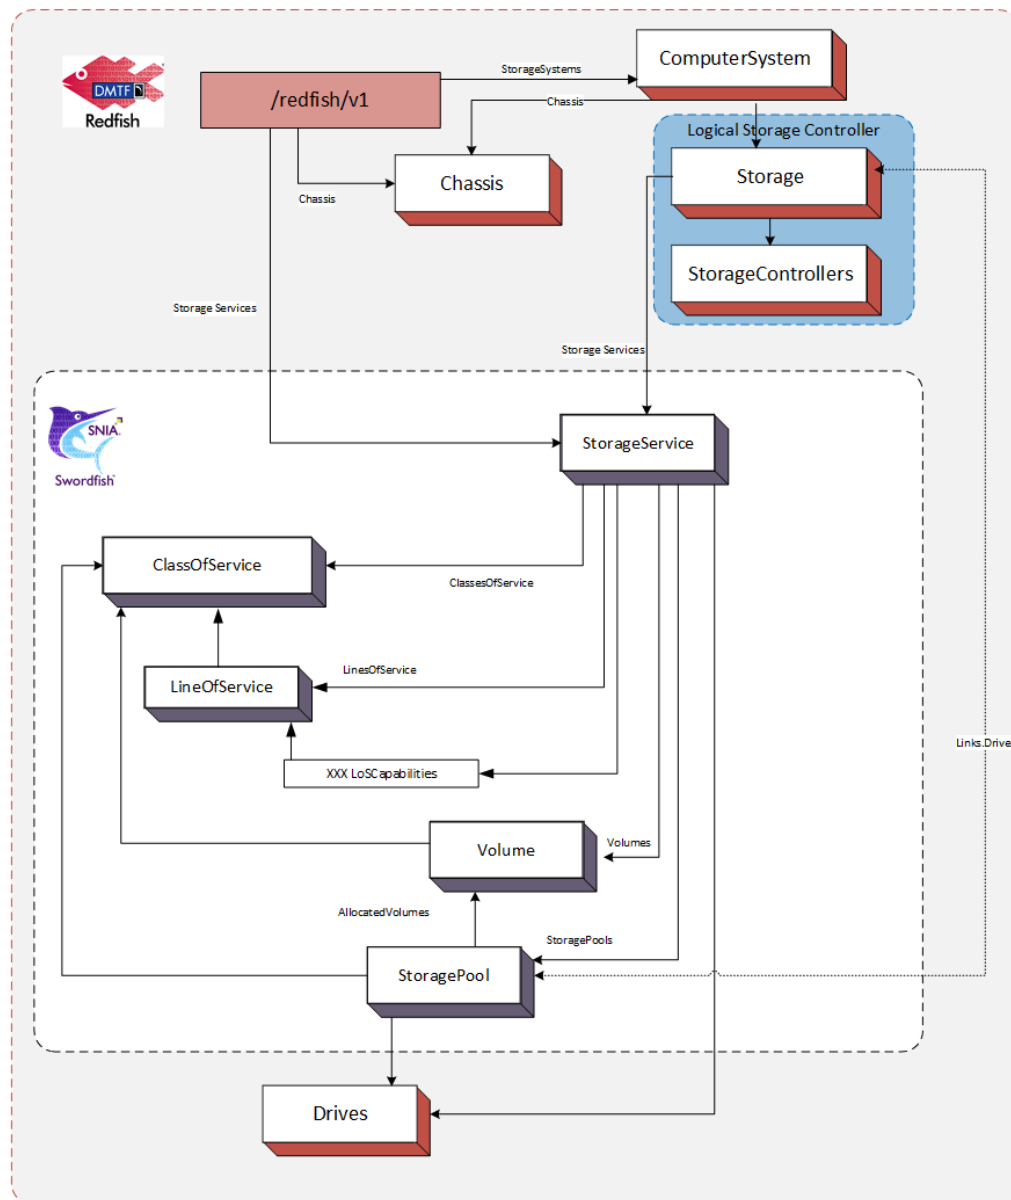 ComputerSystem
StorageSystems
DMTF
Redfish
/redfish/v1
Chassis
Logical Storage Controller
Chassis
Storage
Chassis
StorageControllers
Storage Services
Storage Services
SNIA.
Swordfish
StorageService
ClassOfService
ClassesOfService
LinesOfService
LineOfService
Links.Drive
XXX LoSCapabilities
Volumes
Volume
AllocatedVolumes
StoragePools
StoragePool
Drives